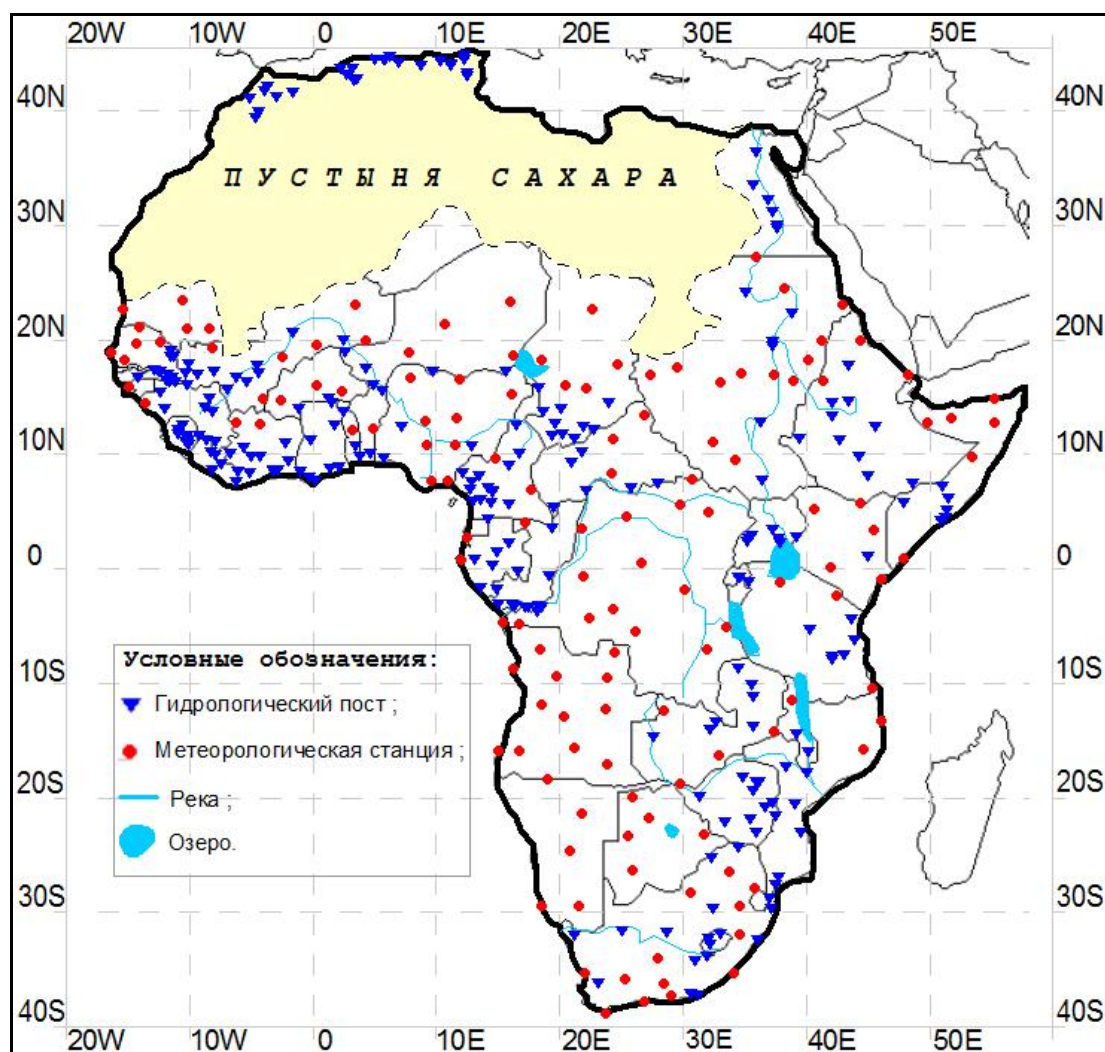 20W 10W 0 10E 20E 30E 40E 50E
40N 40N
ПУСТЫНЯ САХАРА
30N 30N
20N 20N
10N 10N
0 0
Условные обозначения:
10S 10S
Гидрологический пост ;
Метеорологическая станция ;
Река ;
20S 20S
Озеро.
30S 30S
40S 40S
20W 10W 0 10E 20E 30E 40E 50E